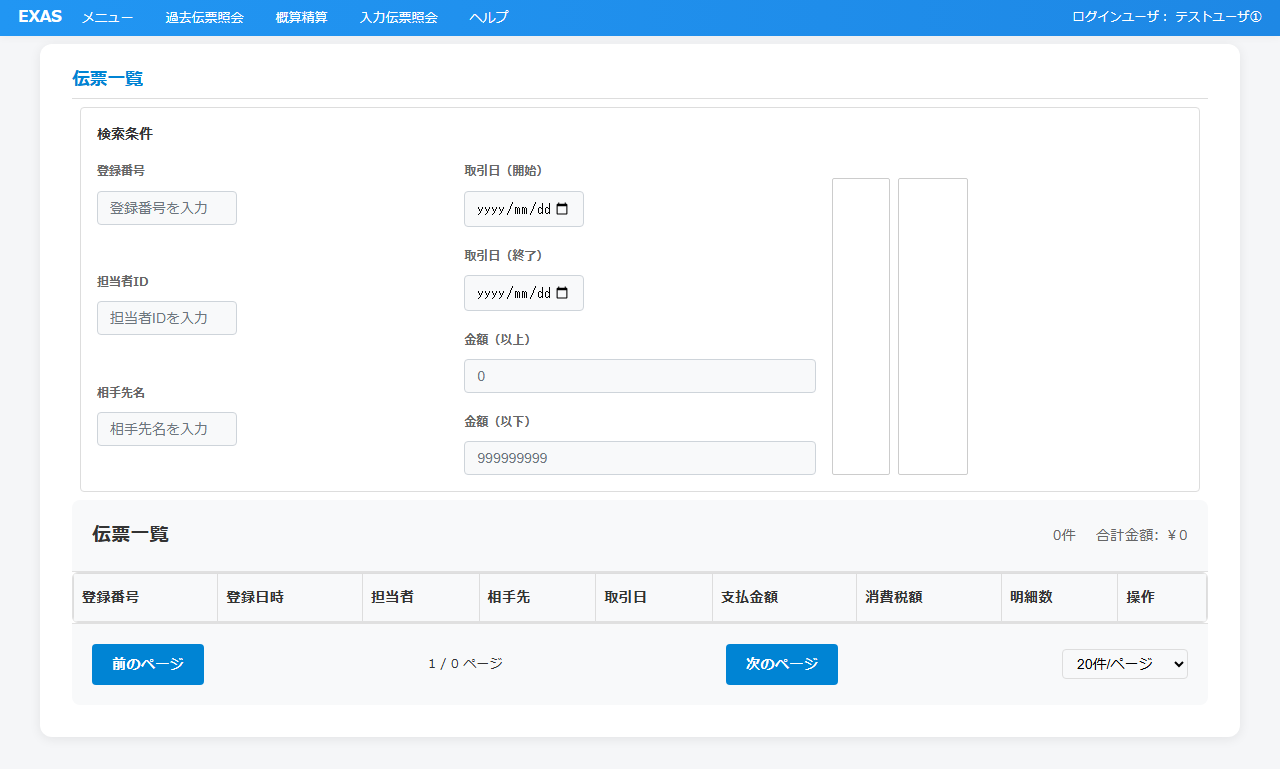 EXAS メニュー 過去伝票照会 概算精算 入力伝票照会 ヘルプ ログインユーザ： テストユーザ①
伝票一覧
検索条件
登録番号
登録番号を入力
担当者ID
担当者IDを入力
相手先名
相手先名を入力
取引日（開始）
yyyy/mm/dd
取引日（終了）
yyyy/mm/dd
金額（以上）
0
金額（以下）
999999999
伝票一覧 0件 合計金額: ￥0
登録番号 登録日時 担当者 相手先 取引日 支払金額 消費税額 明細数 操作
前のページ 1 / 0 ページ 次のページ 20件/ページ